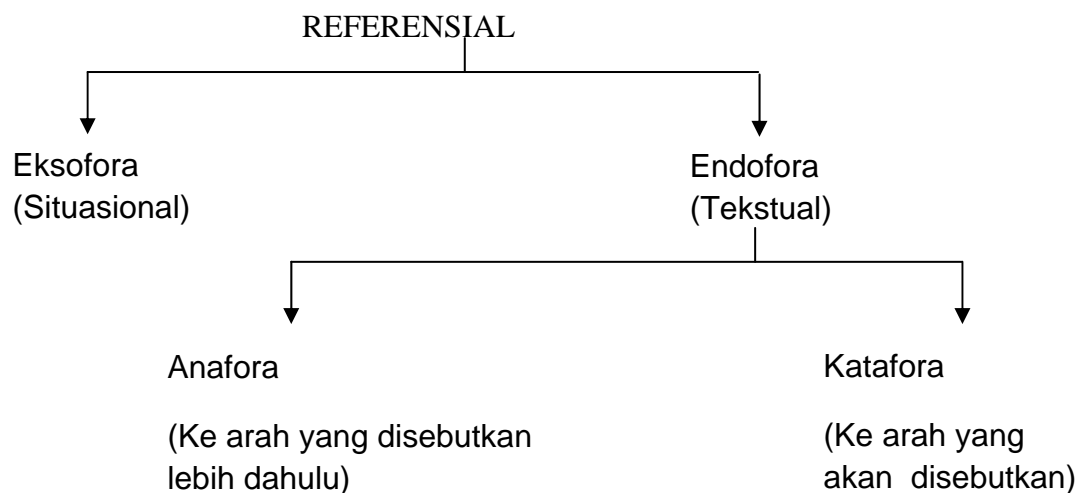 REFERENSIAL
Eksofora
(Situasional)
Endofora
(Tekstual)
Anafora
(Ke arah yang disebutkan
lebih dahulu)
Katafora
(Ke arah yang
akan  disebutkan)